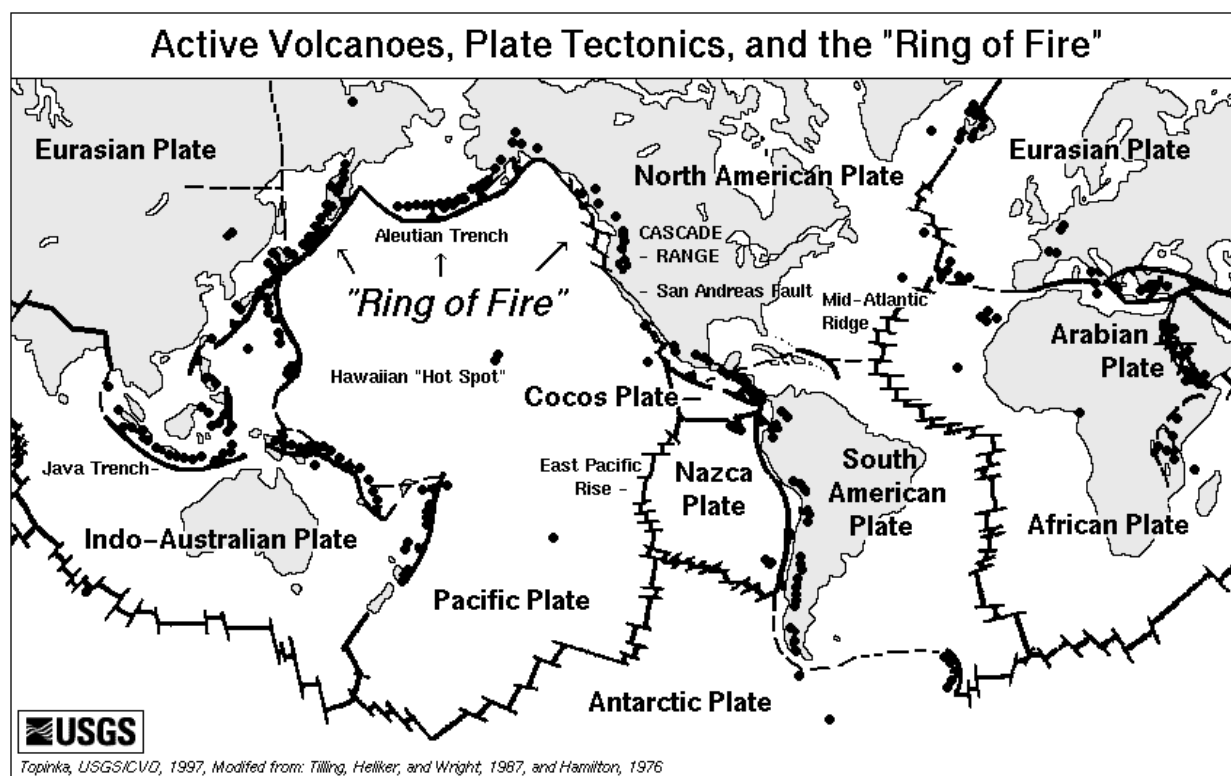 Active Volcanoes, Plate Tectonics, and the "Ring of Fire"
Eurasian Plate
North American Plate
Eurasian Plate
Aleutian Trench
CASCADE
- RANGE
"Ring of Fire"
- San Andreas Fault
Mid-Atlantic
Ridge
Arabian
Plate
Hawaiian "Hot Spot"
Cocos Plate-
Java Trench-
East Pacific
Rise -
Nazca
Plate
South
American
Plate
Indo-Australian Plate
African Plate
Pacific Plate
Antarctic Plate
USGS
Topinka, USGS/CVO, 1997, Modified from: Tilling, Heliker, and Wright, 1987, and Hamilton, 1976